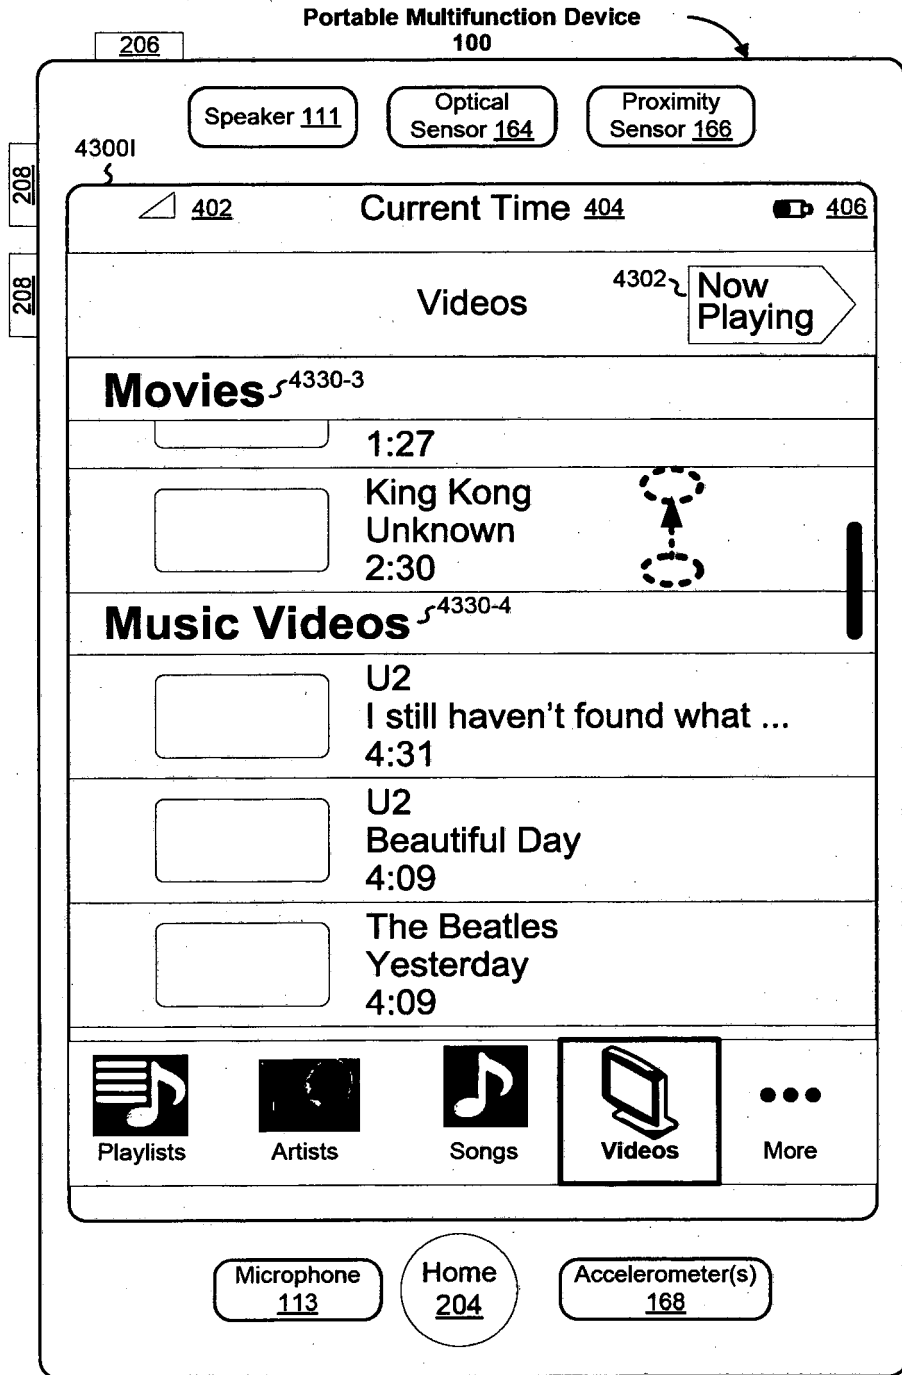 Portable Multifunction Device
100
206
Speaker 111
Optical
Sensor 164
Proximity
Sensor 166
4300I
208
208
402
Current Time 404
406
Videos
4302
Now
Playing
Movies
4330-3
1:27
King Kong
Unknown
2:30
Music Videos
4330-4
U2
I still haven't found what ...
4:31
U2
Beautiful Day
4:09
The Beatles
Yesterday
4:09
Playlists
Artists
Songs
Videos
More
Microphone
113
Home
204
Accelerometer(s)
168